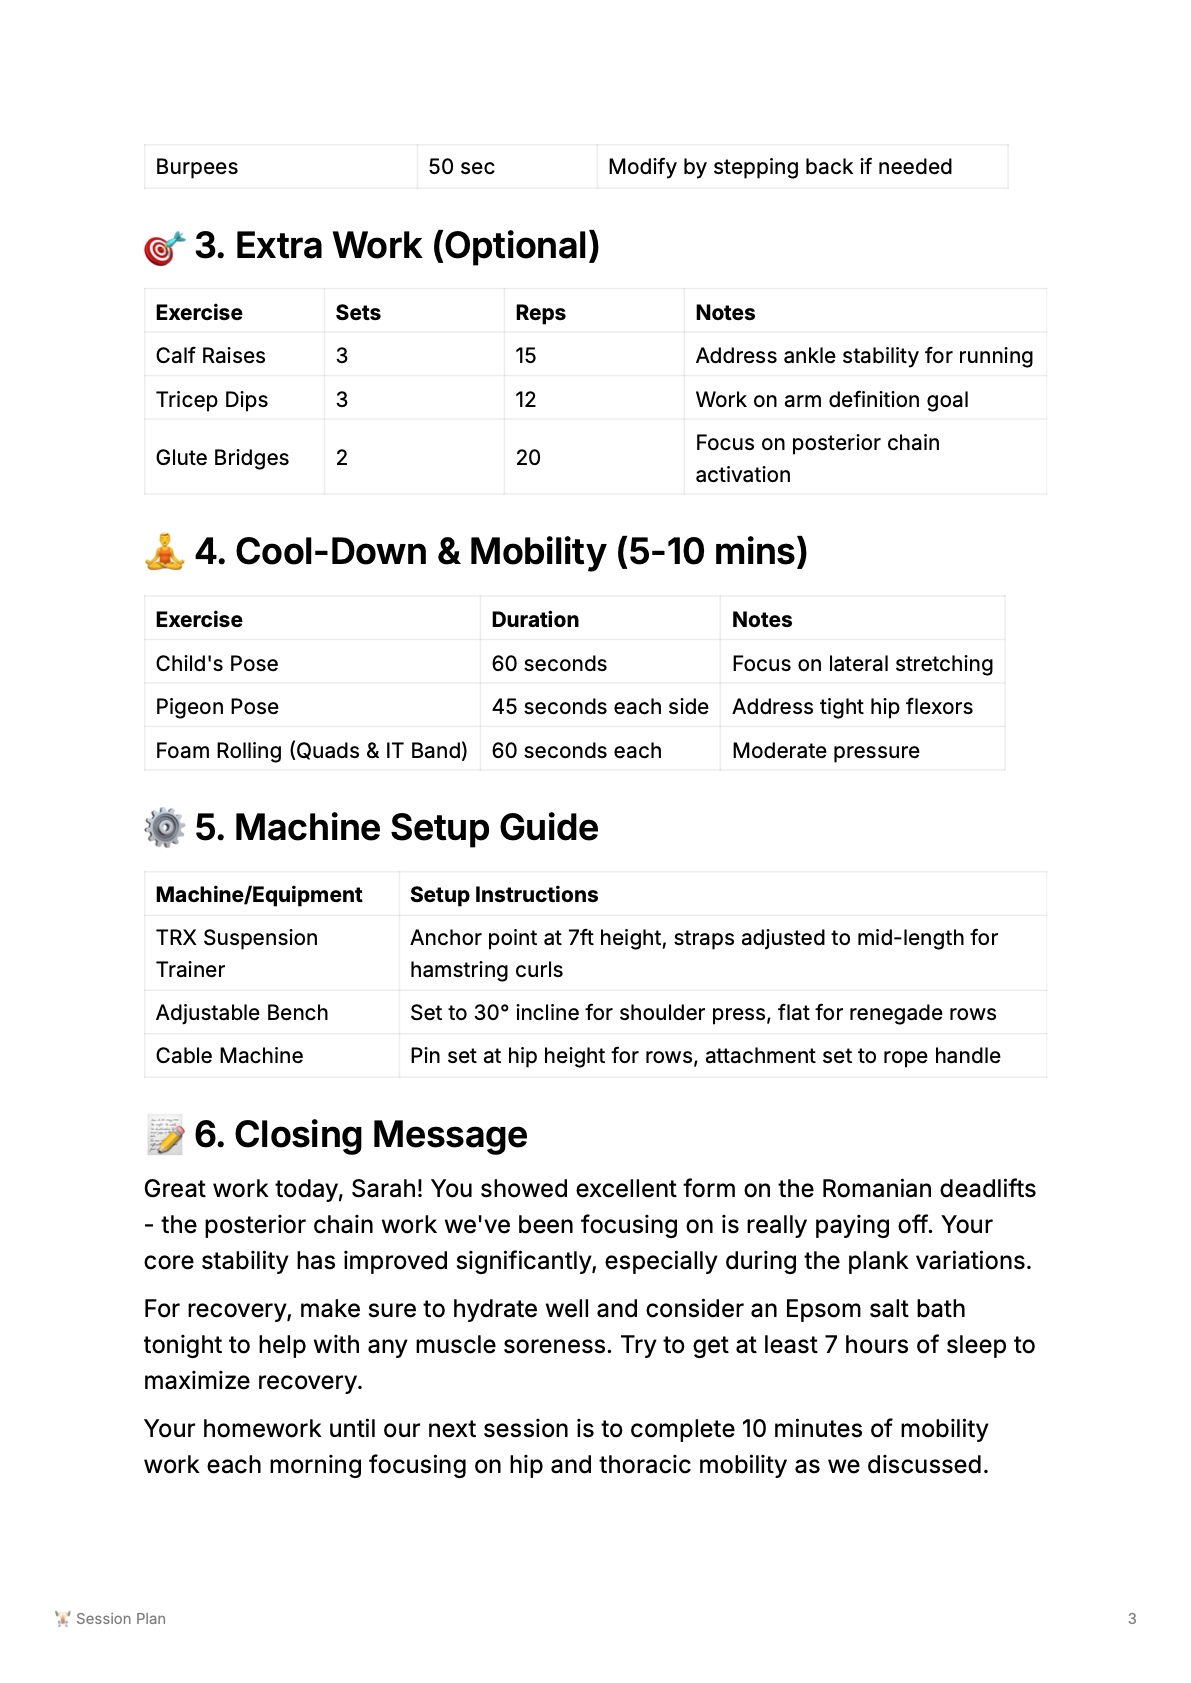 Burpees 50 sec Modify by stepping back if needed
🎯 3. Extra Work (Optional)
Exercise Sets Reps Notes
Calf Raises 3 15 Address ankle stability for running
Tricep Dips 3 12 Work on arm definition goal
Glute Bridges 2 20 Focus on posterior chain
activation
🧘 4. Cool-Down & Mobility (5-10 mins)
Exercise Duration Notes
Child's Pose 60 seconds Focus on lateral stretching
Pigeon Pose 45 seconds each side Address tight hip flexors
Foam Rolling (Quads & IT Band) 60 seconds each Moderate pressure
⚙️ 5. Machine Setup Guide
Machine/Equipment Setup Instructions
TRX Suspension Anchor point at 7ft height, straps adjusted to mid-length for
Trainer hamstring curls
Adjustable Bench Set to 30° incline for shoulder press, flat for renegade rows
Cable Machine Pin set at hip height for rows, attachment set to rope handle
📝 6. Closing Message
Great work today, Sarah! You showed excellent form on the Romanian deadlifts
- the posterior chain work we've been focusing on is really paying off. Your
core stability has improved significantly, especially during the plank variations.
For recovery, make sure to hydrate well and consider an Epsom salt bath
tonight to help with any muscle soreness. Try to get at least 7 hours of sleep to
maximize recovery.
Your homework until our next session is to complete 10 minutes of mobility
work each morning focusing on hip and thoracic mobility as we discussed.
Session Plan 3